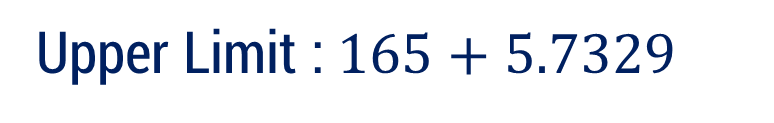 Upper Limit : 165 + 5.7329